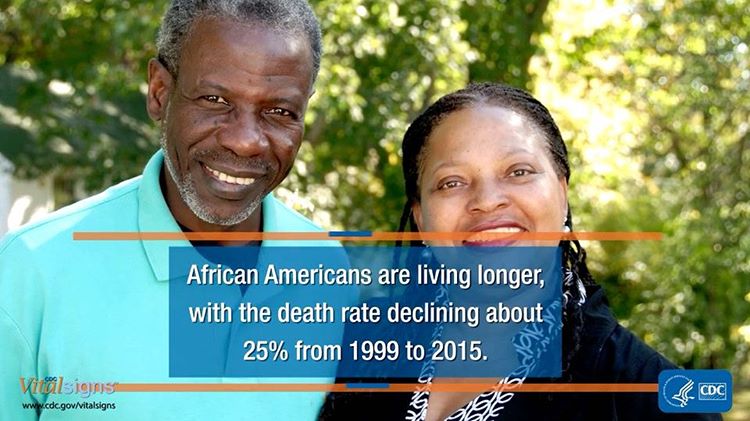 African Americans are living longer,
with the death rate declining about
25% from 1999 to 2015.
CDC
Vitalsigns
www.cdc.gov/vitalsigns
CDC